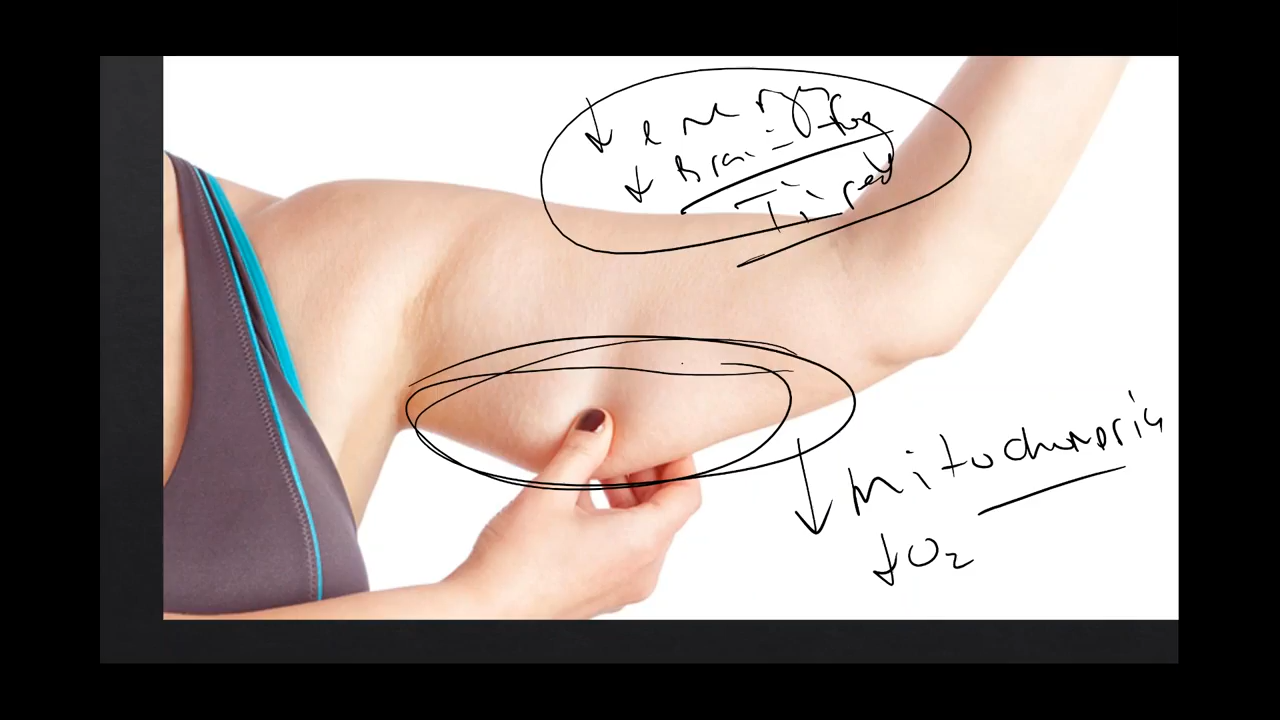 ↓ energy
↓ Brain fog
Tired
↓ mitochondria
↓ O2